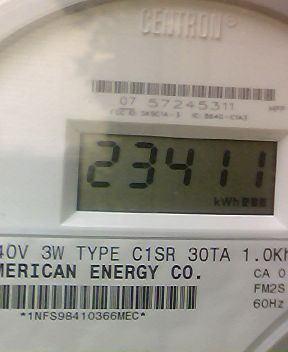 CENTRON®
07 57245311
23411
kWh
40V 3W TYPE C1SR 30TA 1.0Kh
MERICAN ENERGY CO.
CA 0
FM2S
60Hz
*1NFS98410366MEC*